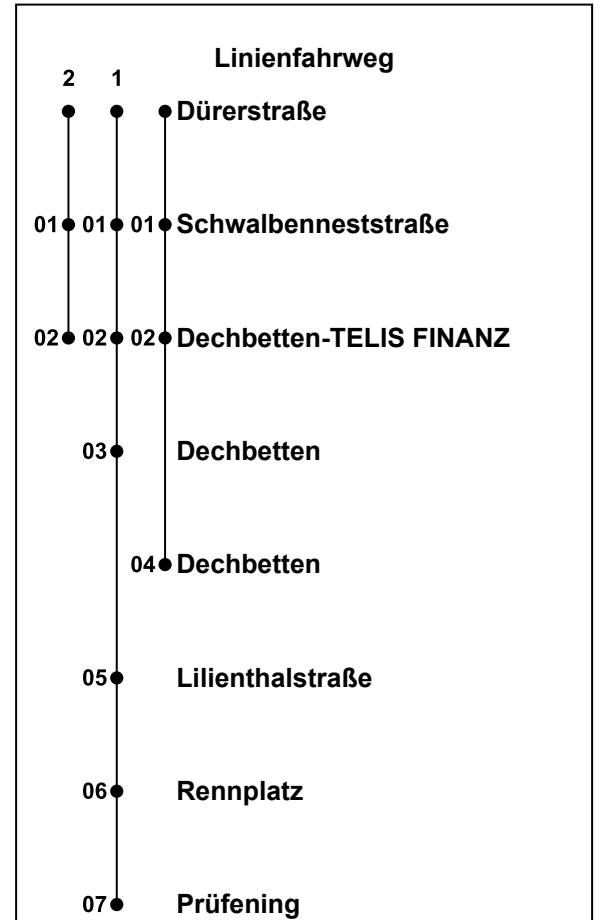 Linienfahrweg
2 1
Dürerstraße
01 01 01 Schwalbenneststraße
02 02 02 Dechbetten-TELIS FINANZ
03 Dechbetten
04 Dechbetten
05 Lilienthalstraße
06 Rennplatz
07 Prüfening